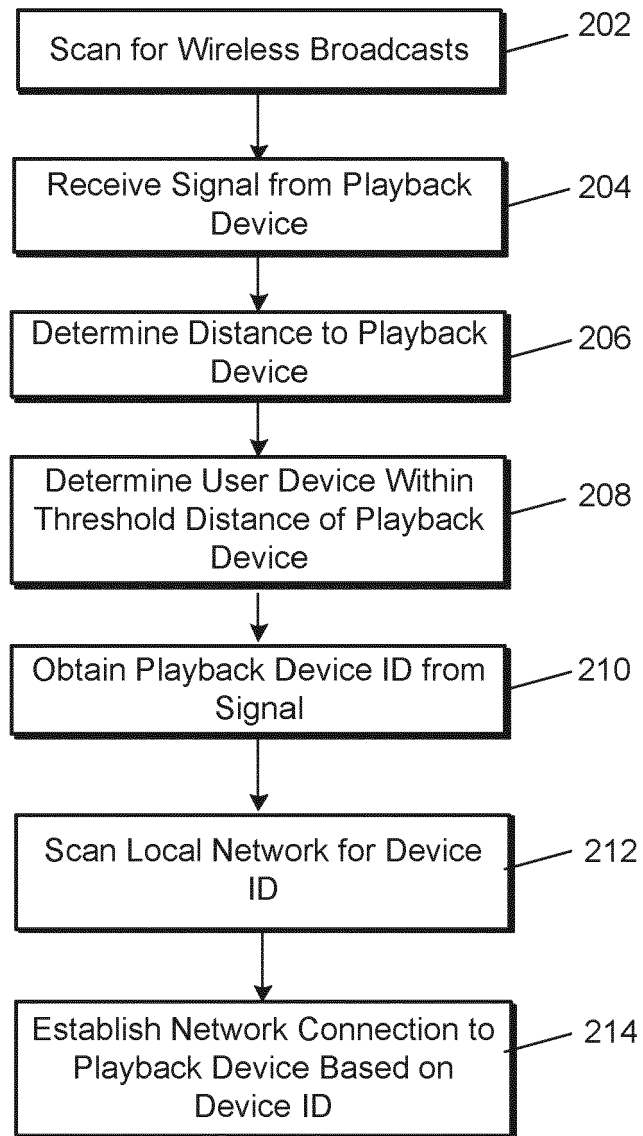 Scan for Wireless Broadcasts
202
Receive Signal from Playback
Device
204
Determine Distance to Playback
Device
206
Determine User Device Within
Threshold Distance of Playback
Device
208
Obtain Playback Device ID from
Signal
210
Scan Local Network for Device
ID
212
Establish Network Connection to
Playback Device Based on
Device ID
214